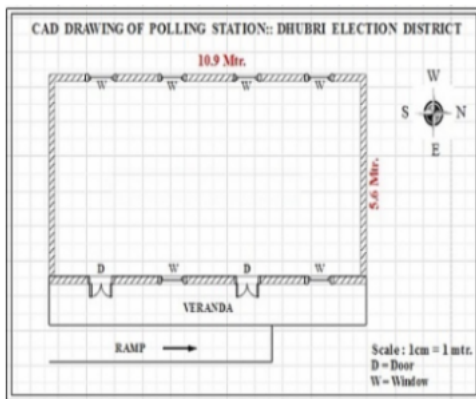 CAD DRAWING OF POLLING STATION:: DHUBRI ELECTION DISTRICT
10.9 Mtr.
W W W W
W
S N
E
5.6 Mtr.
D W D W
VERANDA
RAMP
Scale : 1cm = 1 mtr.
D = Door
W = Window